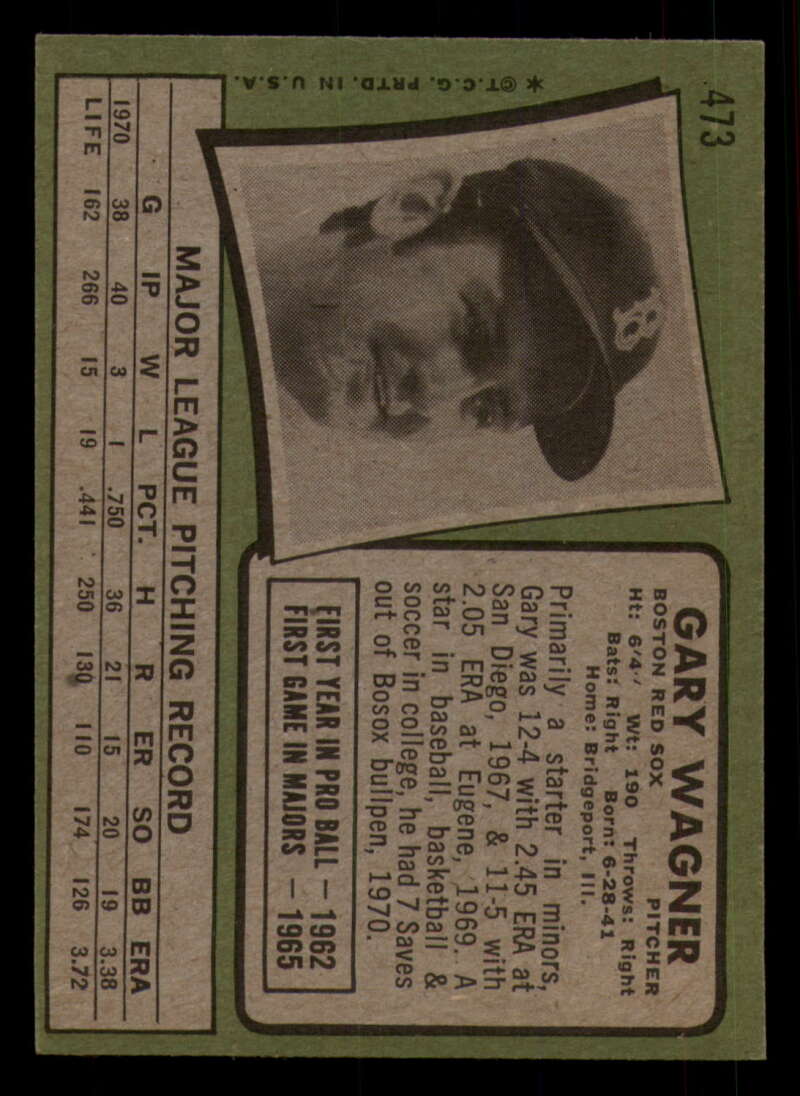 473
GARY WAGNER
BOSTON RED SOX PITCHER
Ht: 6'4" Wt: 190 Throws: Right
Bats: Right Born: 6-28-41
Home: Bridgeport, Ill.
Primarily a starter in minors,
Gary was 12-4 with 2.45 ERA at
San Diego, 1967, & 11-5 with
2.05 ERA at Eugene, 1969. A
star in baseball, basketball &
soccer in college, he had 7 Saves
out of Bosox bullpen, 1970.
FIRST YEAR IN PRO BALL — 1962
FIRST GAME IN MAJORS — 1965
B
MAJOR LEAGUE PITCHING RECORD
G IP W L PCT. H R ER SO BB ERA
1970 38 40 3 1 .750 36 21 15 20 19 3.38
LIFE 162 266 15 19 .441 250 130 110 174 126 3.72
* © T.C.G. PRTD. IN U.S.A.